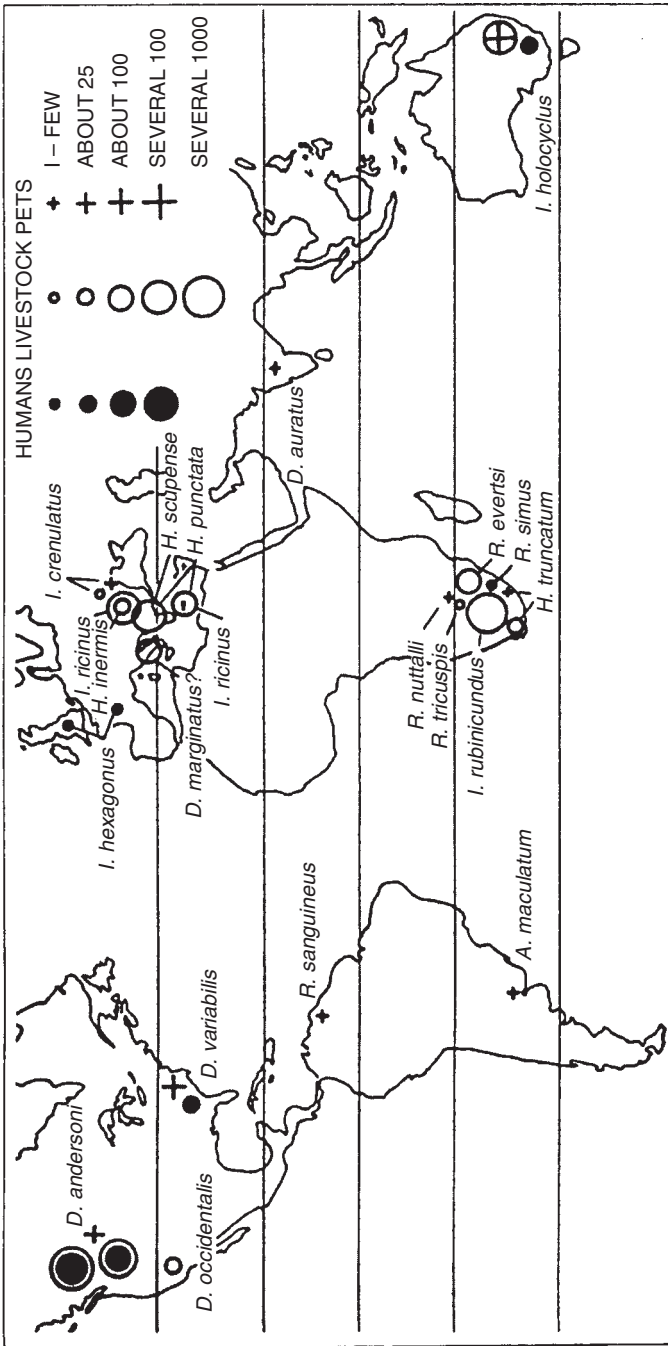 HUMANS LIVESTOCK PETS
I – FEW
ABOUT 25
ABOUT 100
SEVERAL 100
SEVERAL 1000
D. andersoni
D. occidentalis
D. variabilis
R. sanguineus
A. maculatum
I. hexagonus
I. ricinus
H. inermis
I. crenulatus
D. marginatus?
I. ricinus
H. scupense
H. punctata
D. auratus
R. nuttalli
R. tricuspis
I. rubinicundus
R. evertsi
R. simus
H. truncatum
I. holocyclus